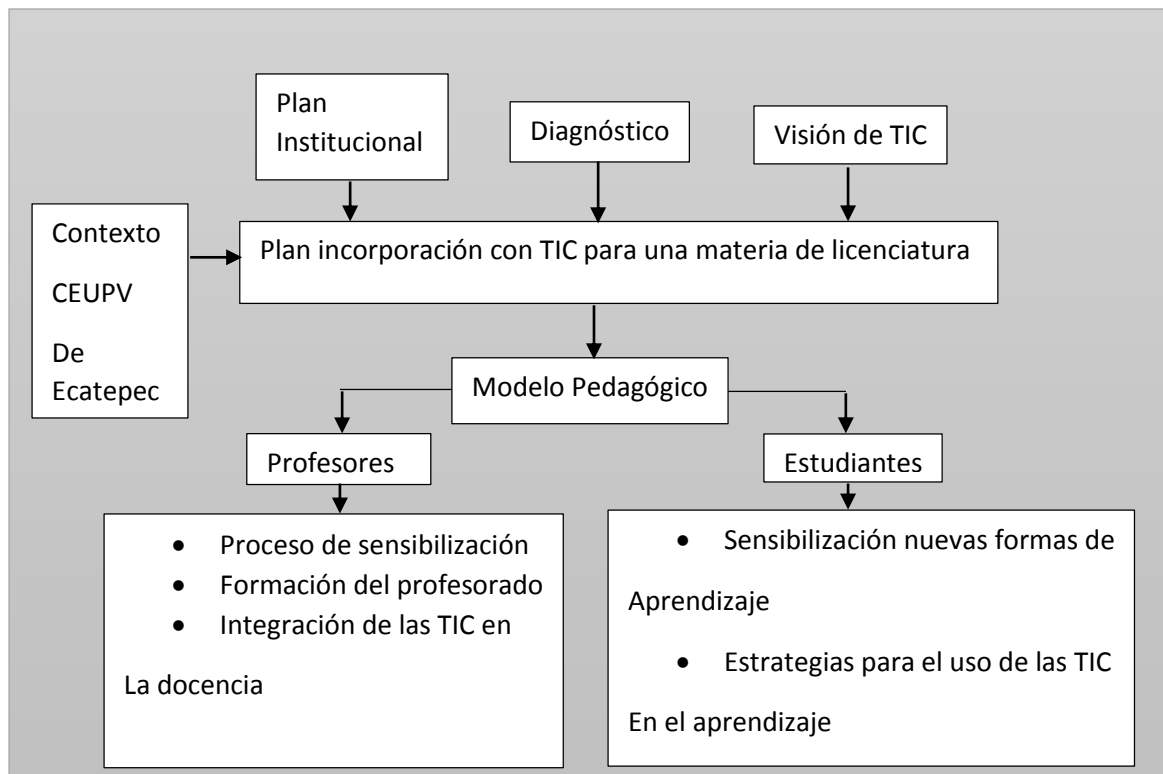 Plan
Institucional
Diagnóstico
Visión de TIC
Contexto
CEUPV
De
Ecatepec
Plan incorporación con TIC para una materia de licenciatura
Modelo Pedagógico
Profesores
Estudiantes
• Proceso de sensibilización
• Formación del profesorado
• Integración de las TIC en
La docencia
• Sensibilización nuevas formas de
Aprendizaje
• Estrategias para el uso de las TIC
En el aprendizaje